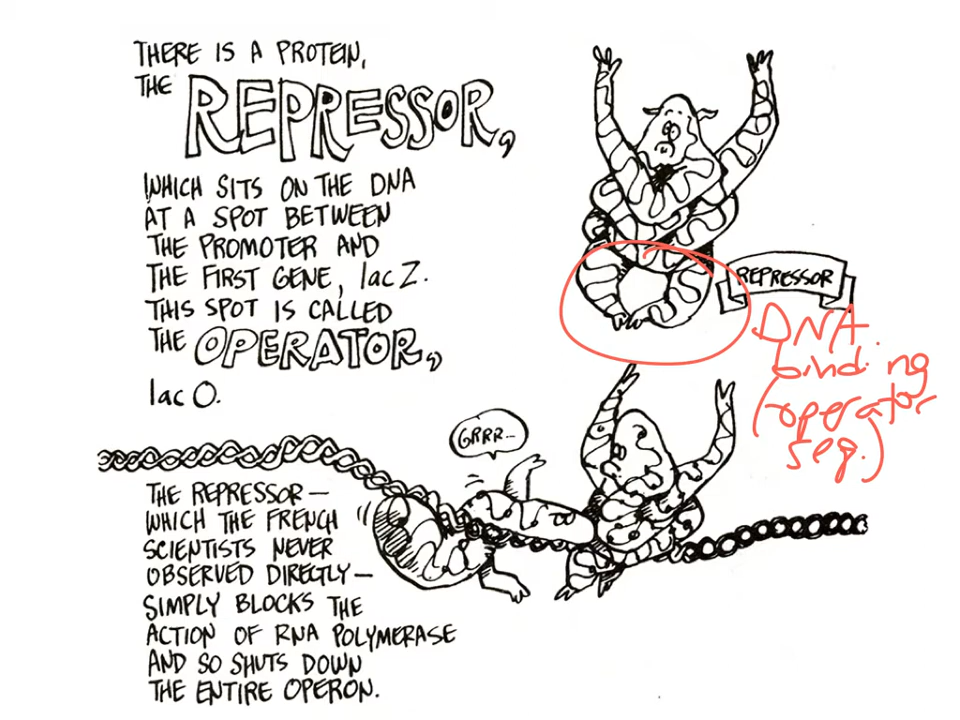 THERE IS A PROTEIN,
THE REPRESSOR,
WHICH SITS ON THE DNA
AT A SPOT BETWEEN
THE PROMOTER AND
THE FIRST GENE, lac Z.
THIS SPOT IS CALLED
THE OPERATOR,
lac O.
REPRESSOR
DNA
binding
(operator
seq.)
GRRR...
THE REPRESSOR —
WHICH THE FRENCH
SCIENTISTS NEVER
OBSERVED DIRECTLY —
SIMPLY BLOCKS THE
ACTION OF RNA POLYMERASE
AND SO SHUTS DOWN
THE ENTIRE OPERON.